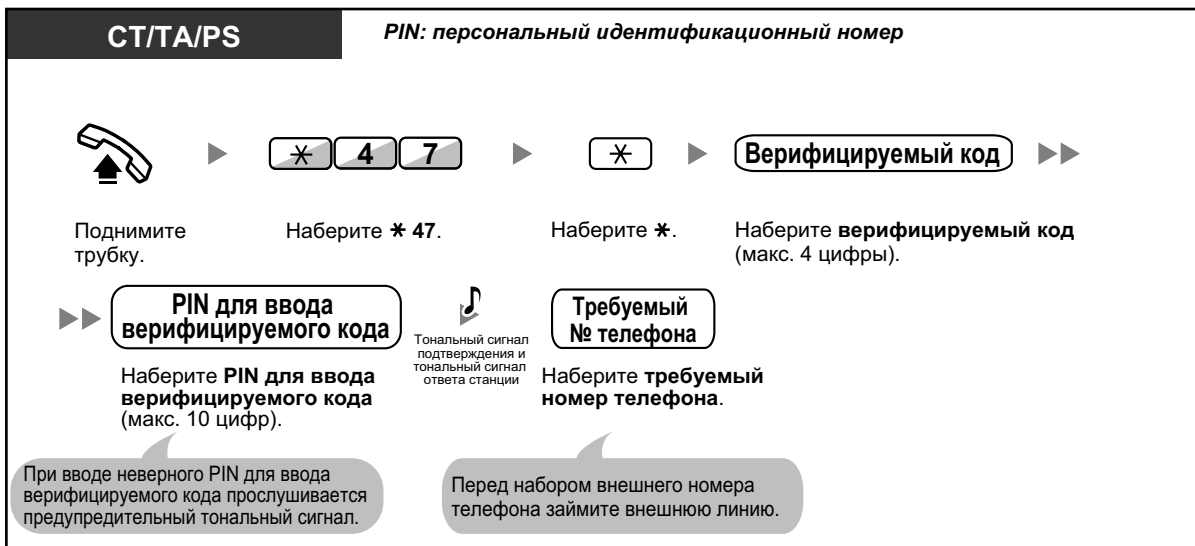 CT/TA/PS
PIN: персональный идентификационный номер
* 4 7
*
Верифицируемый код
Поднимите
трубку.
Наберите * 47.
Наберите *.
Наберите верифицируемый код
(макс. 4 цифры).
PIN для ввода
верифицируемого кода
Тональный сигнал
подтверждения и
тональный сигнал
ответа станции
Требуемый
№ телефона
Наберите PIN для ввода
верифицируемого кода
(макс. 10 цифр).
Наберите требуемый
номер телефона.
При вводе неверного PIN для ввода
верифицируемого кода прослушивается
предупредительный тональный сигнал.
Перед набором внешнего номера
телефона займите внешнюю линию.